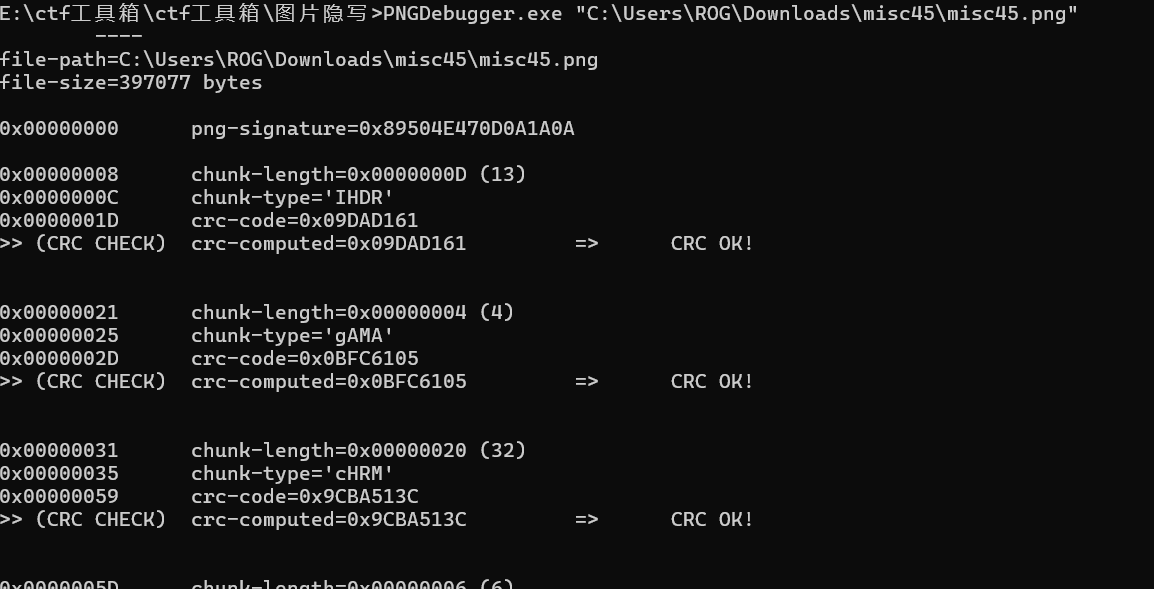 E:\ctf工具箱\ctf工具箱\图片隐写>PNGDebugger.exe "C:\Users\ROG\Downloads\misc45\misc45.png"
----
file-path=C:\Users\ROG\Downloads\misc45\misc45.png
file-size=397077 bytes
0x00000000 png-signature=0x89504E470D0A1A0A
0x00000008 chunk-length=0x0000000D (13)
0x0000000C chunk-type='IHDR'
0x0000001D crc-code=0x09DAD161
>> (CRC CHECK) crc-computed=0x09DAD161 => CRC OK!
0x00000021 chunk-length=0x00000004 (4)
0x00000025 chunk-type='gAMA'
0x0000002D crc-code=0x0BFC6105
>> (CRC CHECK) crc-computed=0x0BFC6105 => CRC OK!
0x00000031 chunk-length=0x00000020 (32)
0x00000035 chunk-type='cHRM'
0x00000059 crc-code=0x9CBA513C
>> (CRC CHECK) crc-computed=0x9CBA513C => CRC OK!
0x0000005D chunk-length=0x00000006 (6)